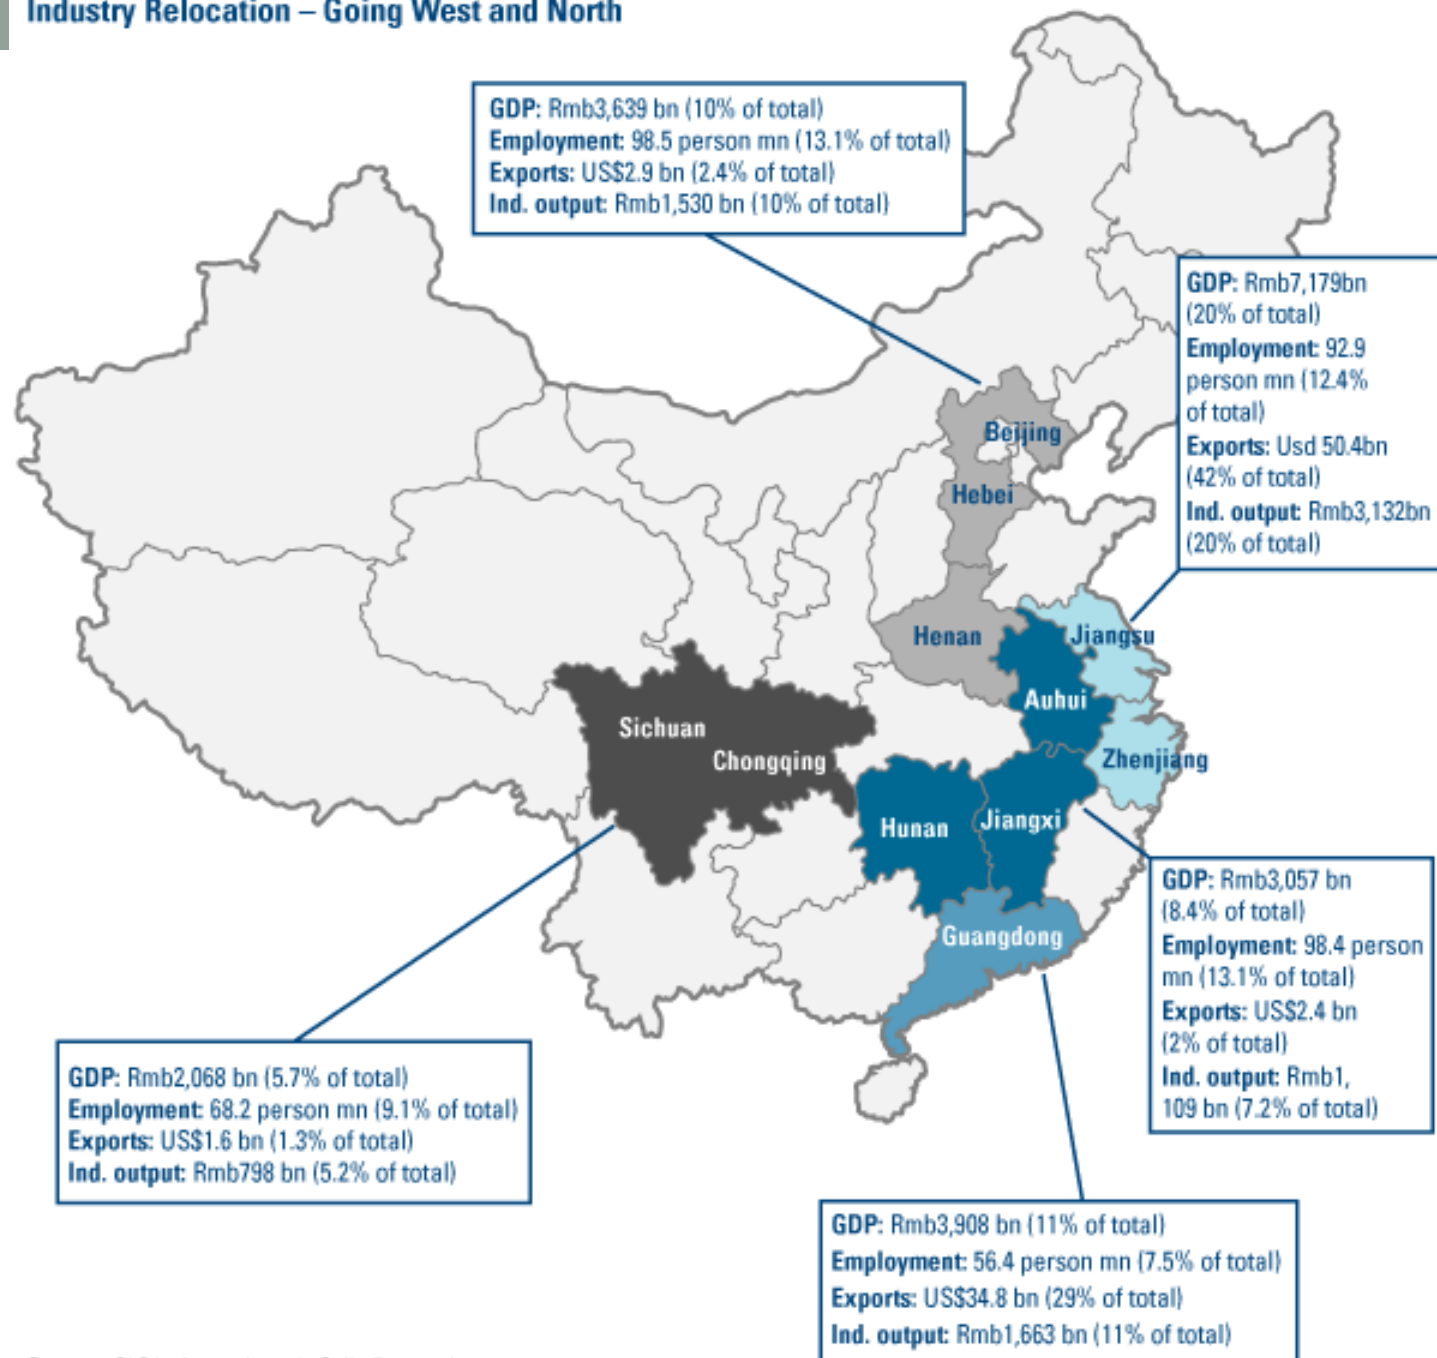 Industry Relocation – Going West and North
GDP: Rmb3,639 bn (10% of total)
Employment: 98.5 person mn (13.1% of total)
Exports: US$2.9 bn (2.4% of total)
Ind. output: Rmb1,530 bn (10% of total)
GDP: Rmb7,179bn
(20% of total)
Employment: 92.9
person mn (12.4%
of total)
Exports: Usd 50.4bn
(42% of total)
Ind. output: Rmb3,132bn
(20% of total)
Beijing
Hebei
Henan
Jiangsu
Auhui
Sichuan
Chongqing
Zhenjiang
Hunan
Jiangxi
Guangdong
GDP: Rmb3,057 bn
(8.4% of total)
Employment: 98.4 person
mn (13.1% of total)
Exports: US$2.4 bn
(2% of total)
Ind. output: Rmb1,
109 bn (7.2% of total)
GDP: Rmb2,068 bn (5.7% of total)
Employment: 68.2 person mn (9.1% of total)
Exports: US$1.6 bn (1.3% of total)
Ind. output: Rmb798 bn (5.2% of total)
GDP: Rmb3,908 bn (11% of total)
Employment: 56.4 person mn (7.5% of total)
Exports: US$34.8 bn (29% of total)
Ind. output: Rmb1,663 bn (11% of total)